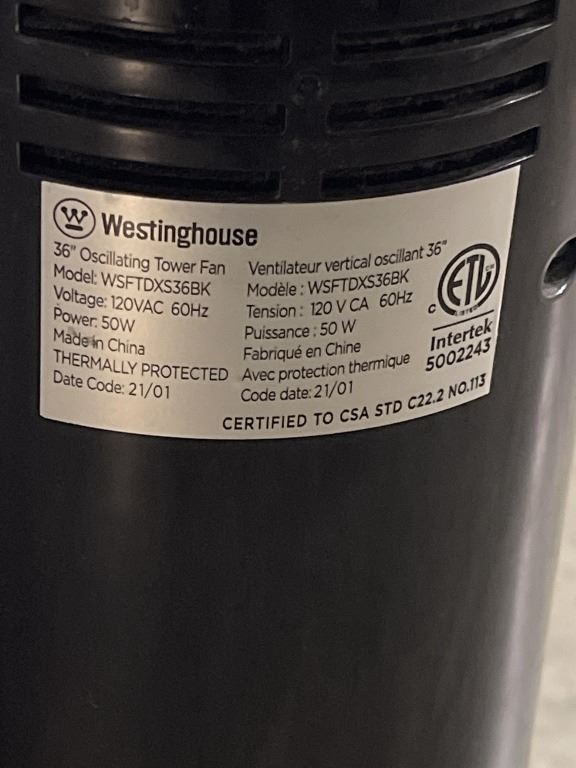 W Westinghouse
36" Oscillating Tower Fan
Model: WSFTDXS36BK
Voltage: 120VAC 60Hz
Power: 50W
Made in China
THERMALLY PROTECTED
Date Code: 21/01
Ventilateur vertical oscillant 36"
Modèle : WSFTDXS36BK
Tension : 120 V CA 60Hz
Puissance : 50 W
Fabriqué en Chine
Avec protection thermique
Code date: 21/01
C ETL
Intertek
5002243
CERTIFIED TO CSA STD C22.2 NO.113